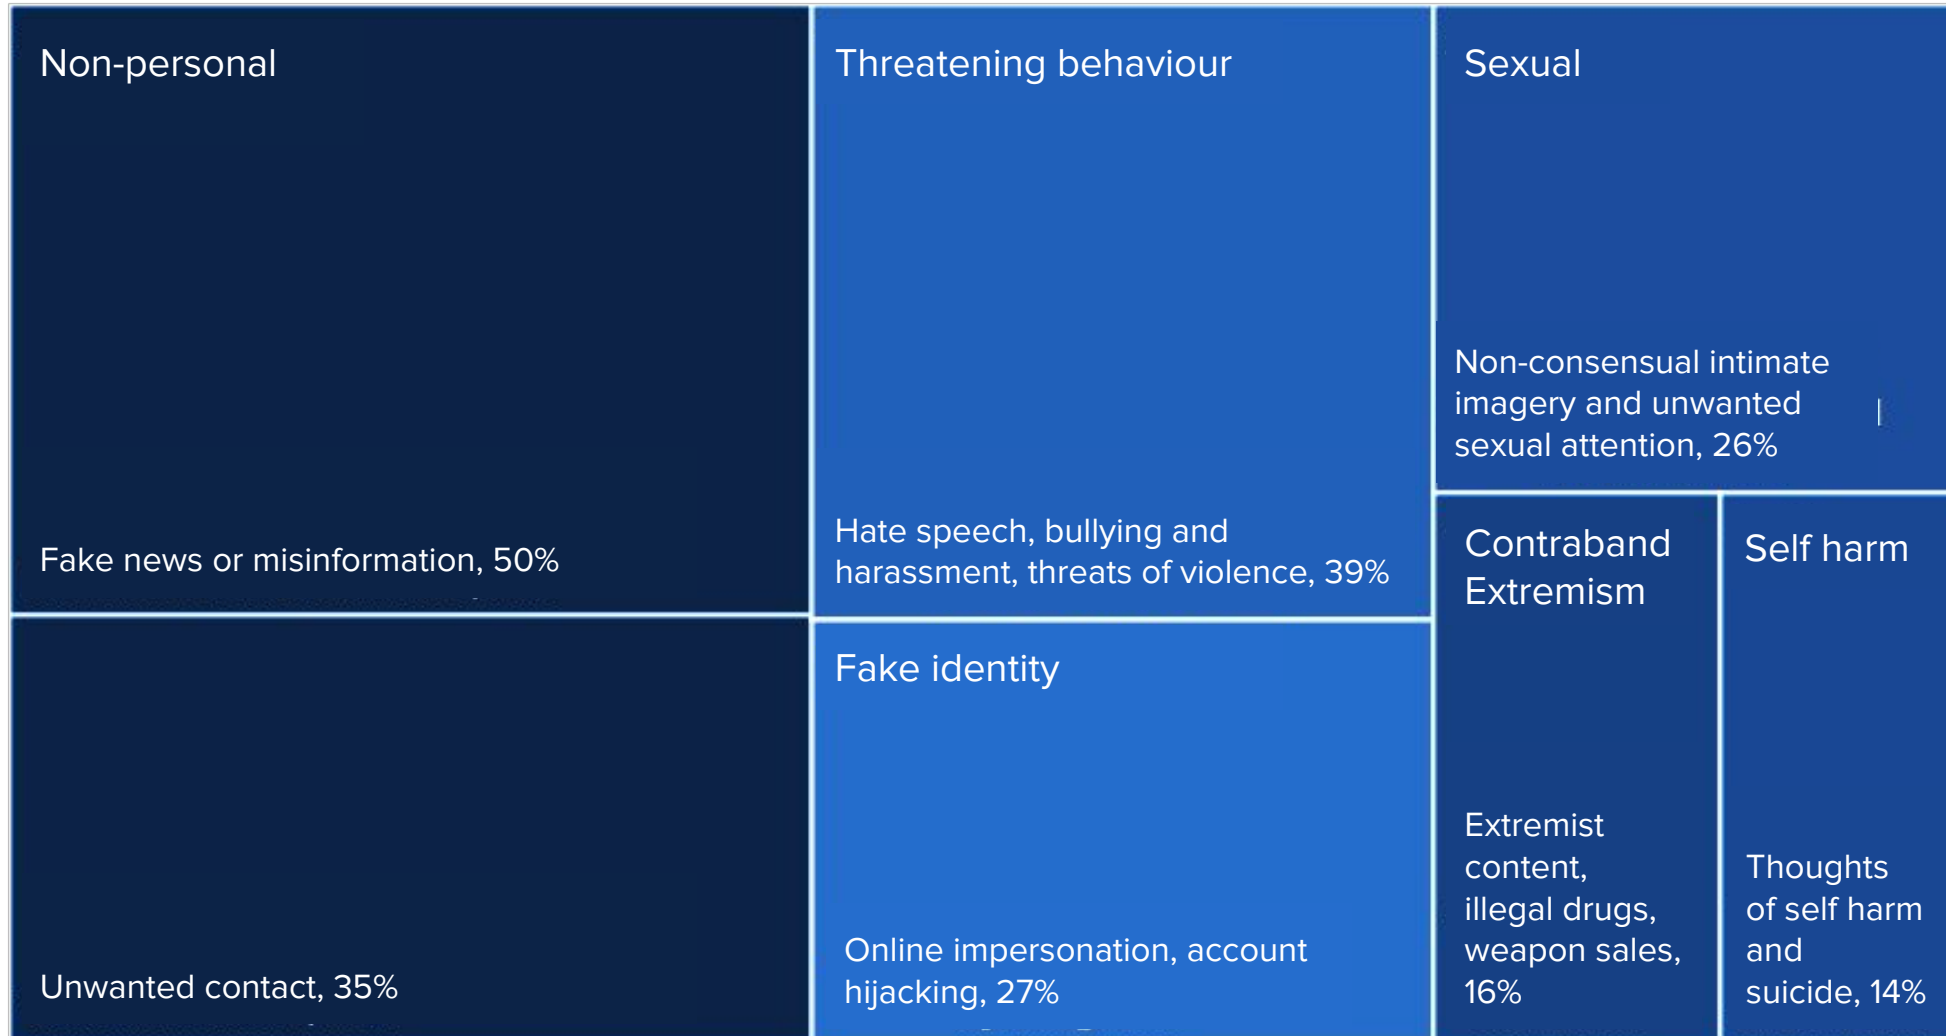 Non-personal
Fake news or misinformation, 50%
Unwanted contact, 35%
Threatening behaviour
Hate speech, bullying and
harassment, threats of violence, 39%
Fake identity
Online impersonation, account
hijacking, 27%
Sexual
Non-consensual intimate
imagery and unwanted
sexual attention, 26%
Contraband
Extremism
Extremist
content,
illegal drugs,
weapon sales,
16%
Self harm
Thoughts
of self harm
and
suicide, 14%